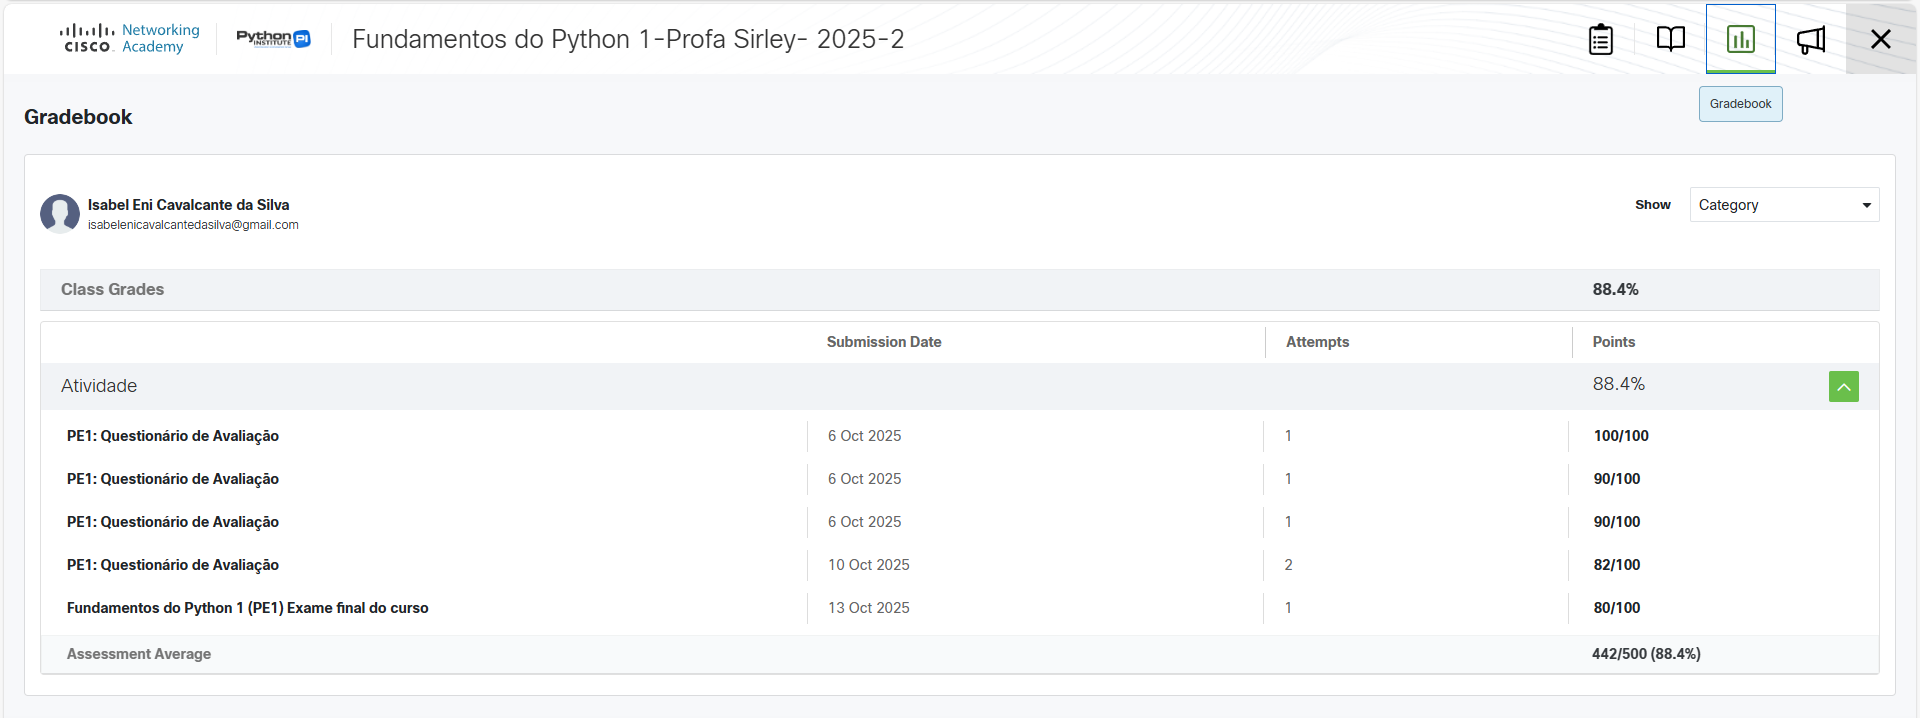 CISCO Networking Academy
Python INSTITUTE PI
Fundamentos do Python 1-Profa Sirley- 2025-2
Gradebook
Gradebook
Isabel Eni Cavalcante da Silva
isabelenicavalcantedasilva@gmail.com
Show Category
Class Grades 88.4%
Submission Date Attempts Points
Atividade 88.4%
PE1: Questionário de Avaliação 6 Oct 2025 1 100/100
PE1: Questionário de Avaliação 6 Oct 2025 1 90/100
PE1: Questionário de Avaliação 6 Oct 2025 1 90/100
PE1: Questionário de Avaliação 10 Oct 2025 2 82/100
Fundamentos do Python 1 (PE1) Exame final do curso 13 Oct 2025 1 80/100
Assessment Average 442/500 (88.4%)